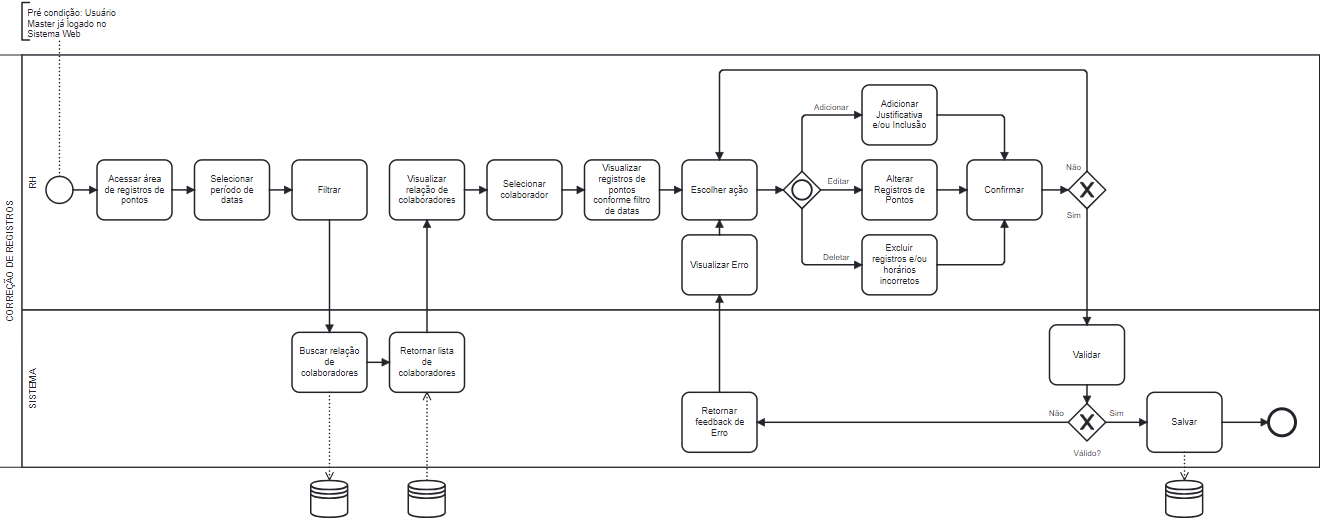 Pré condição: Usuário
Master já logado no
Sistema Web
CORREÇÃO DE REGISTROS
RH
Acessar área
de registros de
pontos
Selecionar
período de
datas
Filtrar
Visualizar
relação de
colaboradores
Selecionar
colaborador
Visualizar
registros de
pontos
conforme filtro
de datas
Escolher ação
Visualizar Erro
Adicionar
Editar
Deletar
Adicionar
Justificativa
e/ou Inclusão
Alterar
Registros de
Pontos
Excluir
registros e/ou
horários
incorretos
Confirmar
Não
Sim
SISTEMA
Buscar relação
de
colaboradores
Retornar lista
de
colaboradores
Retornar
feedback de
Erro
Validar
Não
Sim
Válido?
Salvar